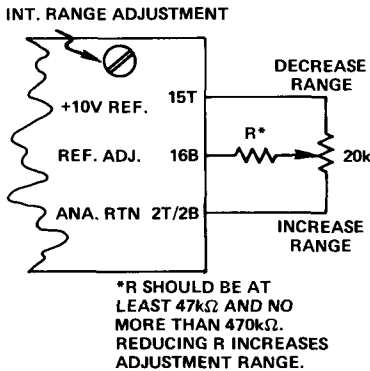 INT. RANGE ADJUSTMENT
DECREASE
RANGE
+10V REF.
15T
R*
REF. ADJ.
16B
20k
ANA. RTN
2T/2B
INCREASE
RANGE
*R SHOULD BE AT
LEAST 47kΩ AND NO
MORE THAN 470kΩ.
REDUCING R INCREASES
ADJUSTMENT RANGE.